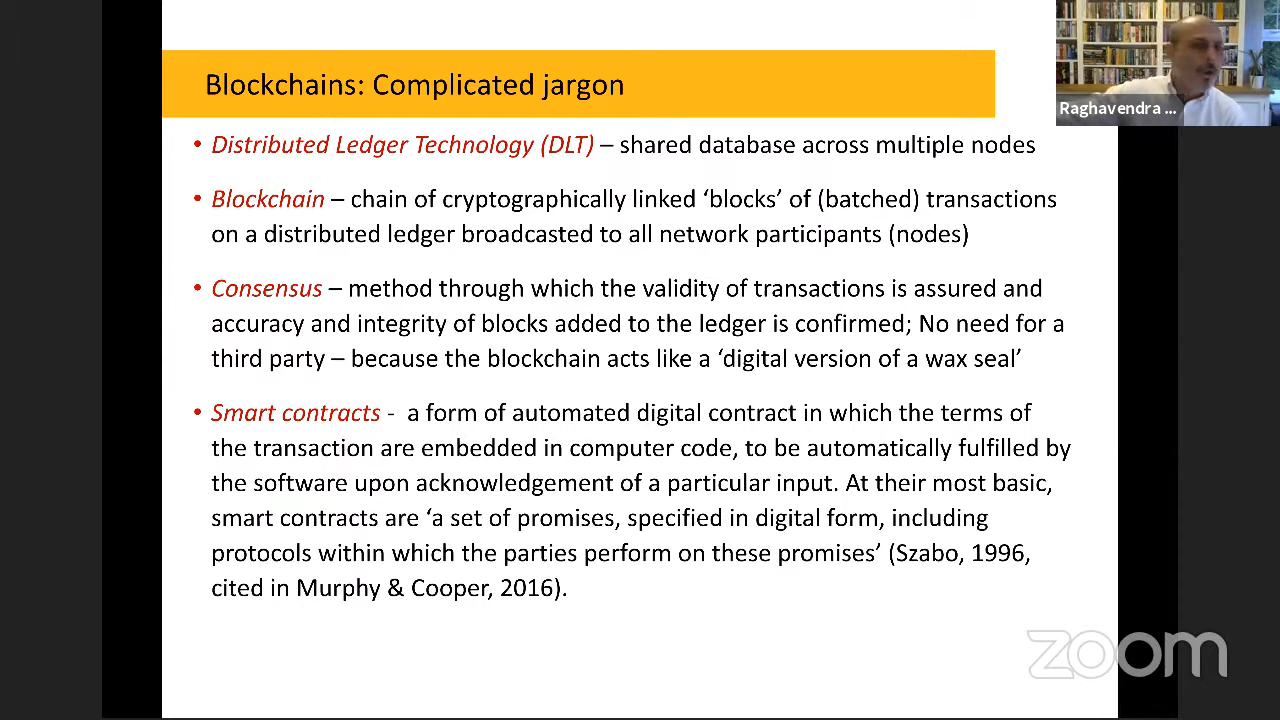 Blockchains: Complicated jargon
Raghavendra ...
• Distributed Ledger Technology (DLT) – shared database across multiple nodes
• Blockchain – chain of cryptographically linked ‘blocks’ of (batched) transactions
on a distributed ledger broadcasted to all network participants (nodes)
• Consensus – method through which the validity of transactions is assured and
accuracy and integrity of blocks added to the ledger is confirmed; No need for a
third party – because the blockchain acts like a ‘digital version of a wax seal’
• Smart contracts - a form of automated digital contract in which the terms of
the transaction are embedded in computer code, to be automatically fulfilled by
the software upon acknowledgement of a particular input. At their most basic,
smart contracts are ‘a set of promises, specified in digital form, including
protocols within which the parties perform on these promises’ (Szabo, 1996,
cited in Murphy & Cooper, 2016).
zoom